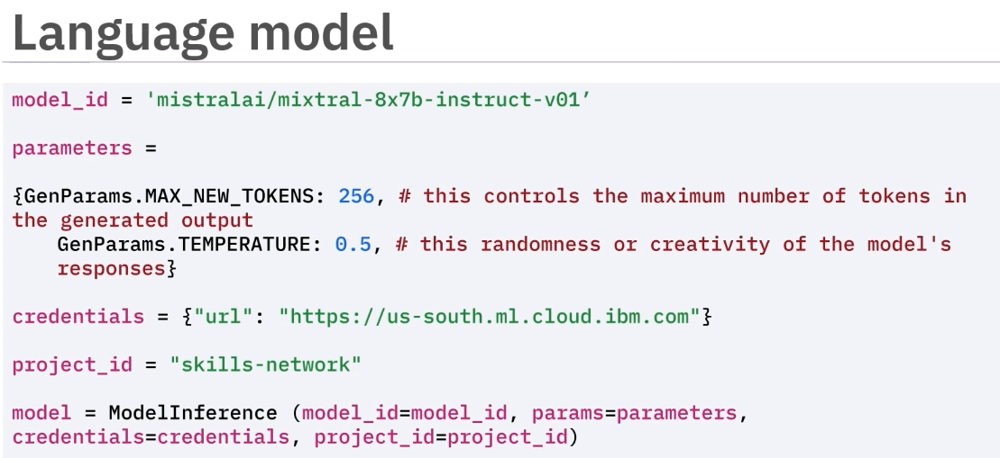 Language model
model_id = 'mistralai/mixtral-8x7b-instruct-v01’
parameters =
{GenParams.MAX_NEW_TOKENS: 256, # this controls the maximum number of tokens in
the generated output
GenParams.TEMPERATURE: 0.5, # this randomness or creativity of the model's
responses}
credentials = {"url": "https://us-south.ml.cloud.ibm.com"}
project_id = "skills-network"
model = ModelInference (model_id=model_id, params=parameters,
credentials=credentials, project_id=project_id)